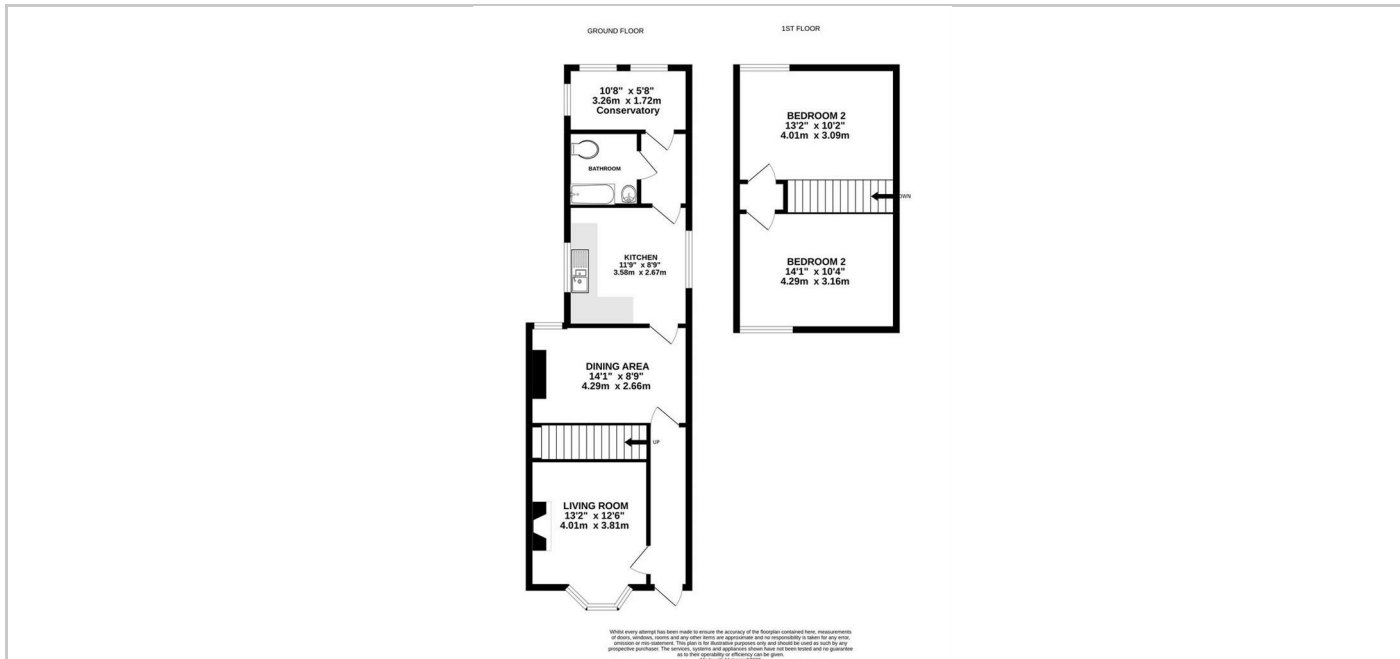 GROUND FLOOR
10'8" x 5'8"
3.26m x 1.72m
Conservatory
BATHROOM
KITCHEN
11'9" x 8'9"
3.58m x 2.67m
DINING AREA
14'1" x 8'9"
4.29m x 2.66m
UP
LIVING ROOM
13'2" x 12'6"
4.01m x 3.81m
1ST FLOOR
BEDROOM 2
13'2" x 10'2"
4.01m x 3.09m
OWN
BEDROOM 2
14'1" x 10'4"
4.29m x 3.16m
Whilst every attempt has been made to ensure the accuracy of the floorplan contained here, measurements
of doors, windows, rooms and any other items are approximate and no responsibility is taken for any error,
omission or mis-statement. This plan is for illustrative purposes only and should be used as such by any
prospective purchaser. The services, systems and appliances shown have not been tested and no guarantee
as to their operability or efficiency can be given.